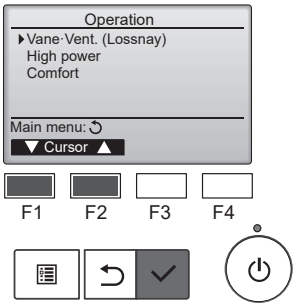 Operation
Vane·Vent. (Lossnay)
High power
Comfort
Main menu:
Cursor
F1 F2 F3 F4